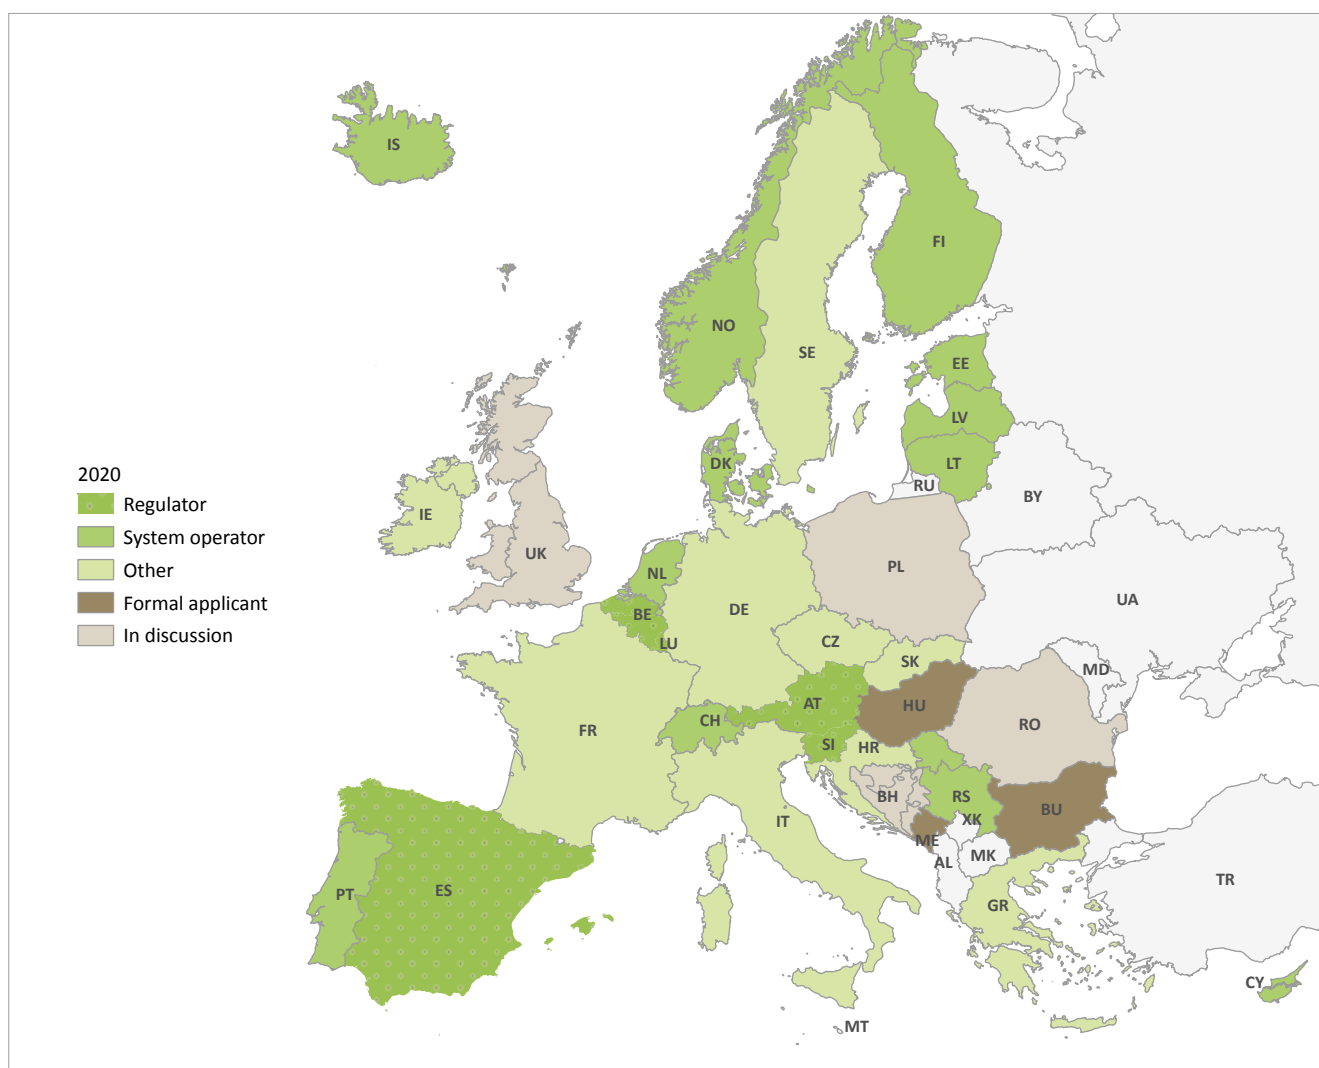 IS
FI
NO
SE
EE
LV
DK
LT
2020
RU
Regulator
BY
IE
System operator
UK
PL
Other
NL
UA
Formal applicant
BE
DE
In discussion
LU
CZ
SK
MD
AT
HU
CH
RO
FR
SI
HR
BH
RS
BU
XK
IT
ME
AL
MK
TR
PT
ES
GR
CY
MT